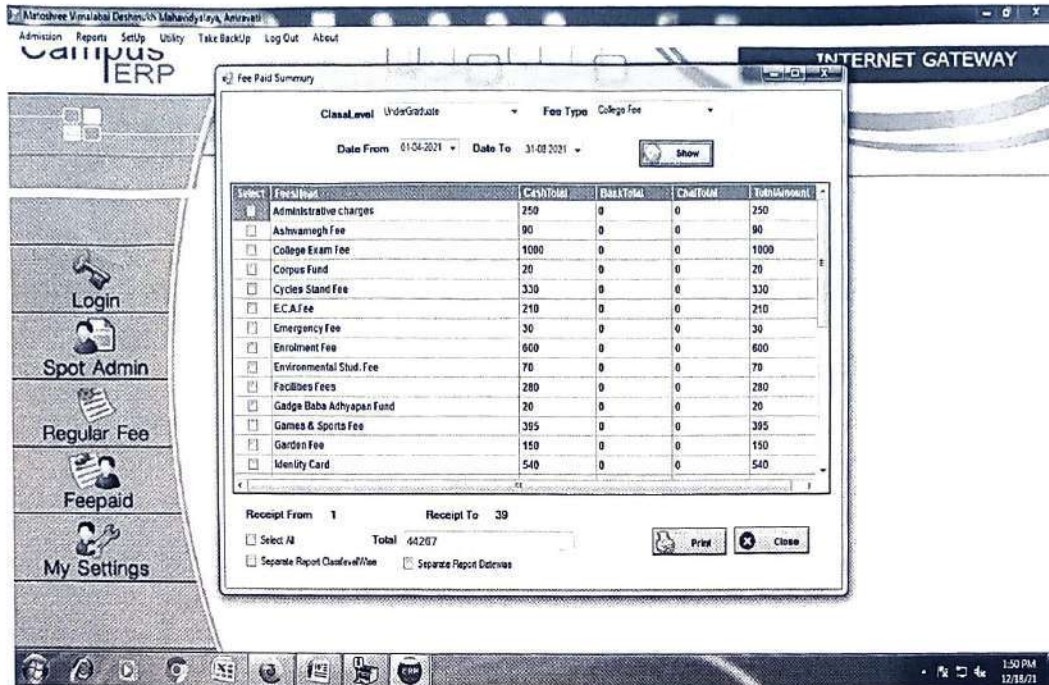 Matoshree Vimalabai Deshmukh Mahavidyalaya, Amravati
Admission Reports SetUp Utility Take BackUp Log Out About
Campus
ERP
INTERNET GATEWAY
Fee Paid Summury
ClassLevel UnderGraduate Fee Type College Fee
Date From 01-04-2021 Date To 31-08-2021 Show
Select FeesHead CashTotal BankTotal ChalTotal TotalAmount
Administrative charges 250 0 0 250
Ashwamegh Fee 90 0 0 90
College Exam Fee 1000 0 0 1000
Corpus Fund 20 0 0 20
Cycles Stand Fee 330 0 0 330
E.C.A.Fee 210 0 0 210
Emergency Fee 30 0 0 30
Enrolment Fee 600 0 0 600
Environmental Stud. Fee 70 0 0 70
Facilities Fees 280 0 0 280
Gadge Baba Adhyapan Fund 20 0 0 20
Games & Sports Fee 395 0 0 395
Garden Fee 150 0 0 150
Identity Card 540 0 0 540
Receipt From 1 Receipt To 39
Select All Total 44267 Print Close
Separate Report ClasslevelWise Separate Report Datewise
Login
Spot Admin
Regular Fee
Feepaid
My Settings
ERP
1:50 PM
12/18/21